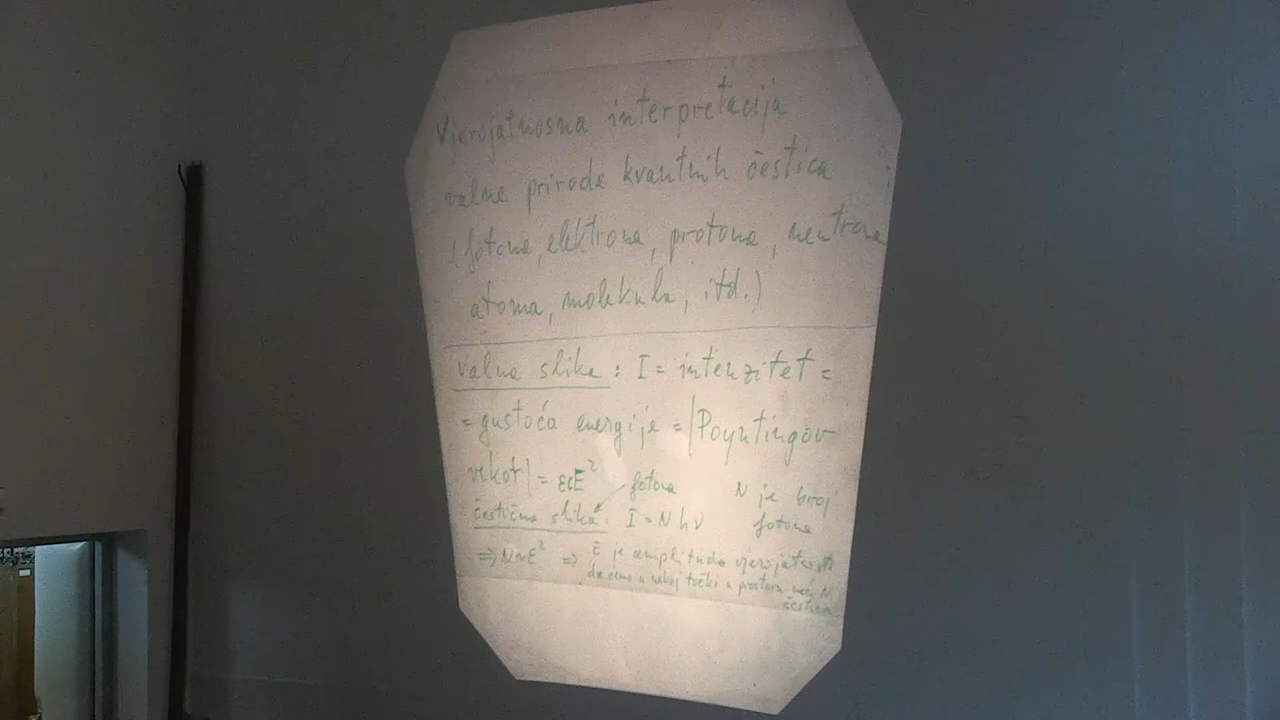 Vjerojatnosna interpretacija
valne prirode kvantnih čestica
(fotona, elektrona, protona, neutrona
atoma, molekula, itd.)
Valna slika : I = intenzitet =
= gustoća energije = |Poyntingov
vektor| = εcE² fotona N je broj
čestična slika: I = N h ν fotona
⇒ N ~ E² ⇒ E je amplituda vjerojatnosti
da ćemo u nekoj točki u prostoru naći N
čestica